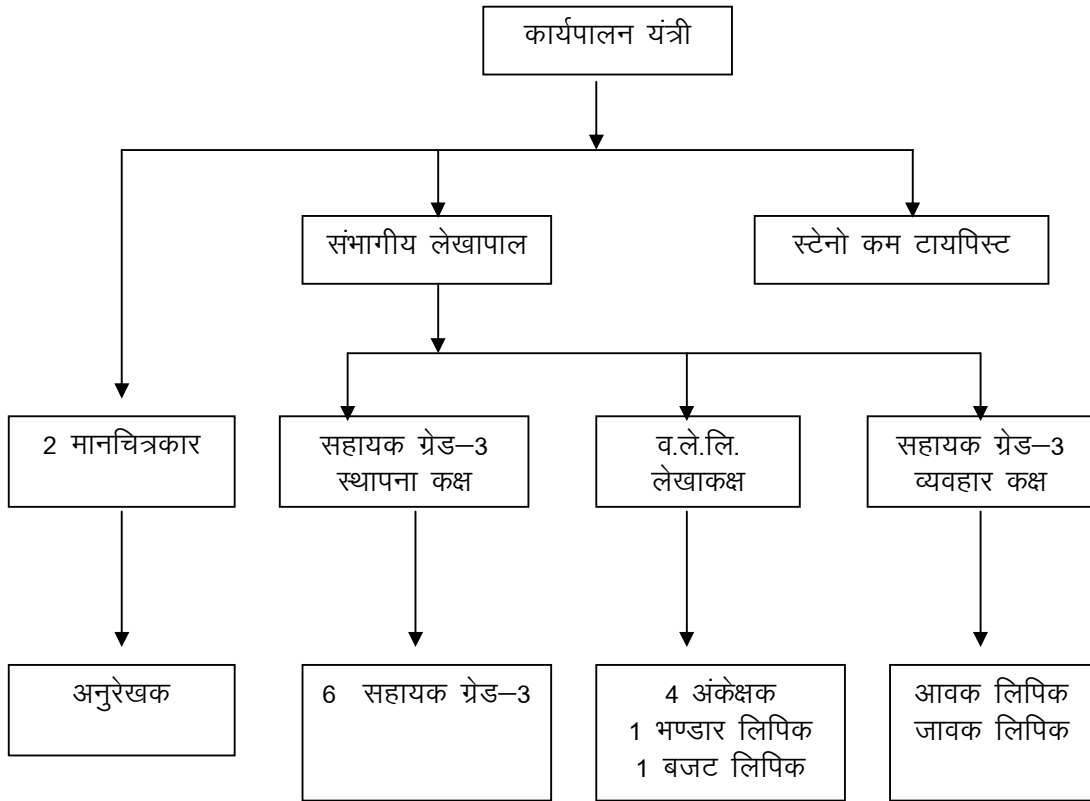 कार्यपालन यंत्री
संभागीय लेखापाल
स्टेनो कम टायपिस्ट
2 मानचित्रकार
सहायक ग्रेड–3
स्थापना कक्ष
व.ले.लि.
लेखाकक्ष
सहायक ग्रेड–3
व्यवहार कक्ष
अनुरेखक
6 सहायक ग्रेड–3
4 अंकेक्षक
1 भण्डार लिपिक
1 बजट लिपिक
आवक लिपिक
जावक लिपिक